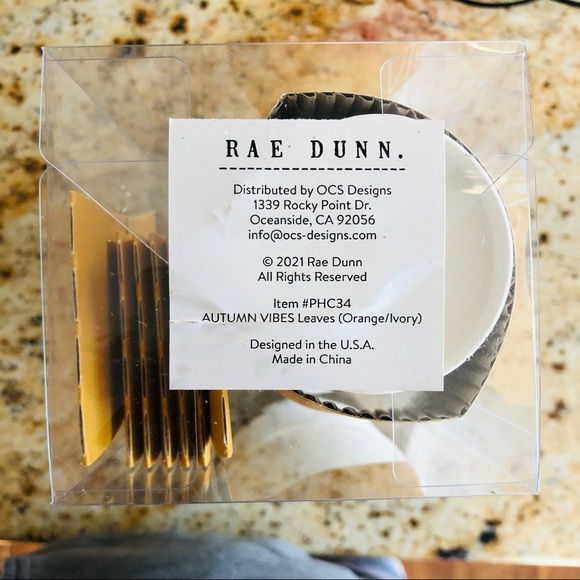 RAE DUNN.
Distributed by OCS Designs
1339 Rocky Point Dr.
Oceanside, CA 92056
info@ocs-designs.com
© 2021 Rae Dunn
All Rights Reserved
Item #PHC34
AUTUMN VIBES Leaves (Orange/Ivory)
Designed in the U.S.A.
Made in China